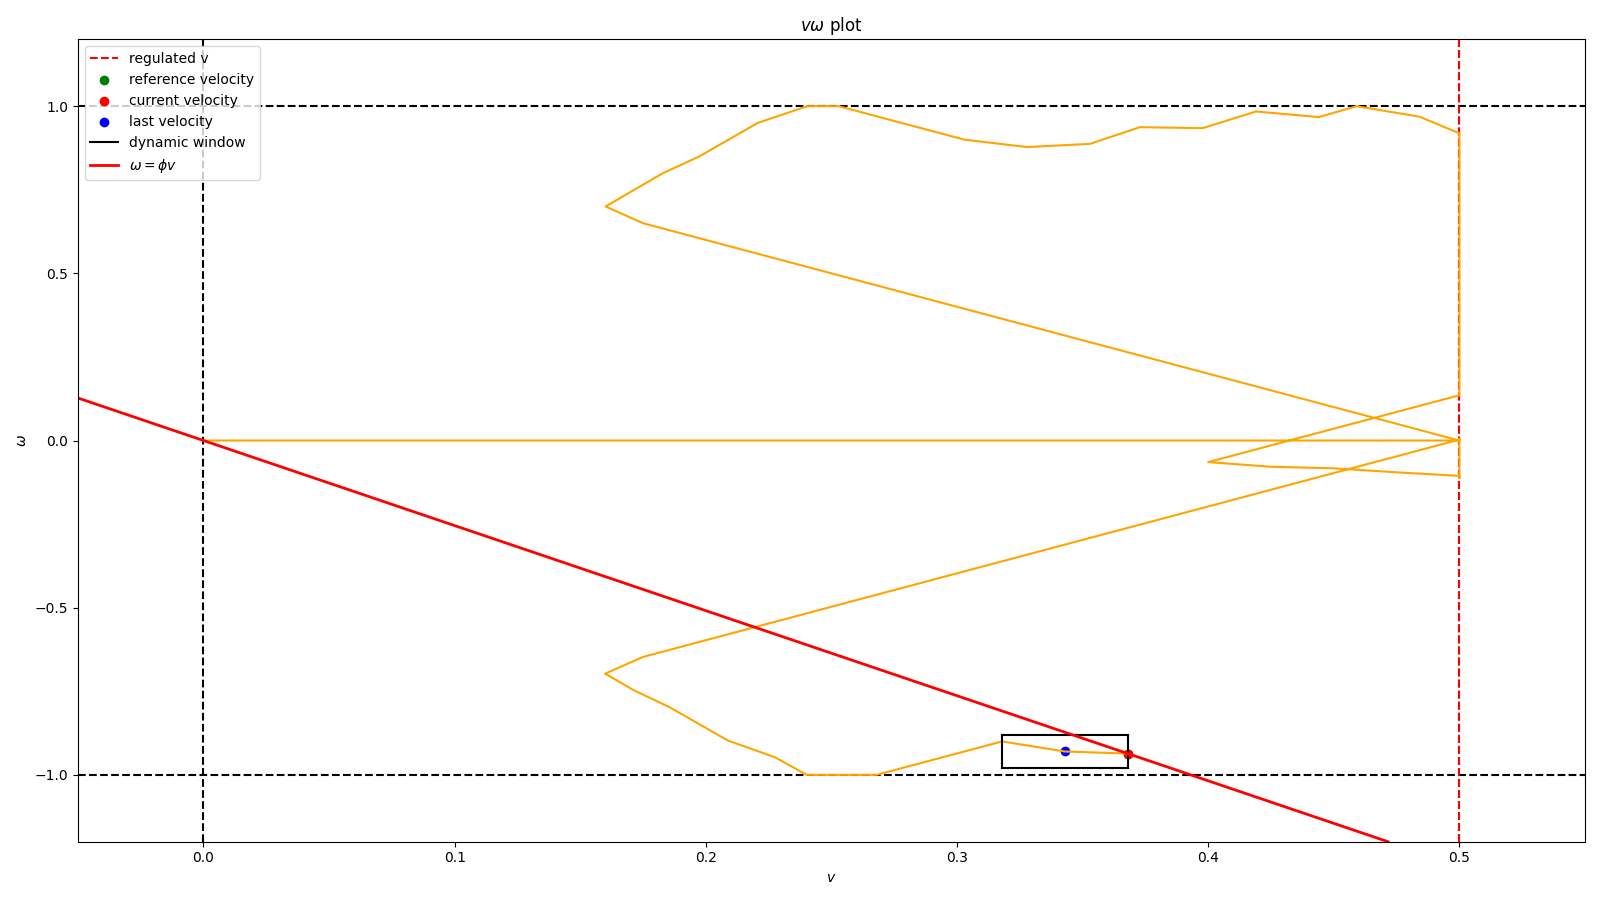 vω plot
regulated v
reference velocity
current velocity
last velocity
dynamic window
ω = ϕv
1.0
0.5
0.0
−0.5
−1.0
ω
0.0 0.1 0.2 0.3 0.4 0.5
v